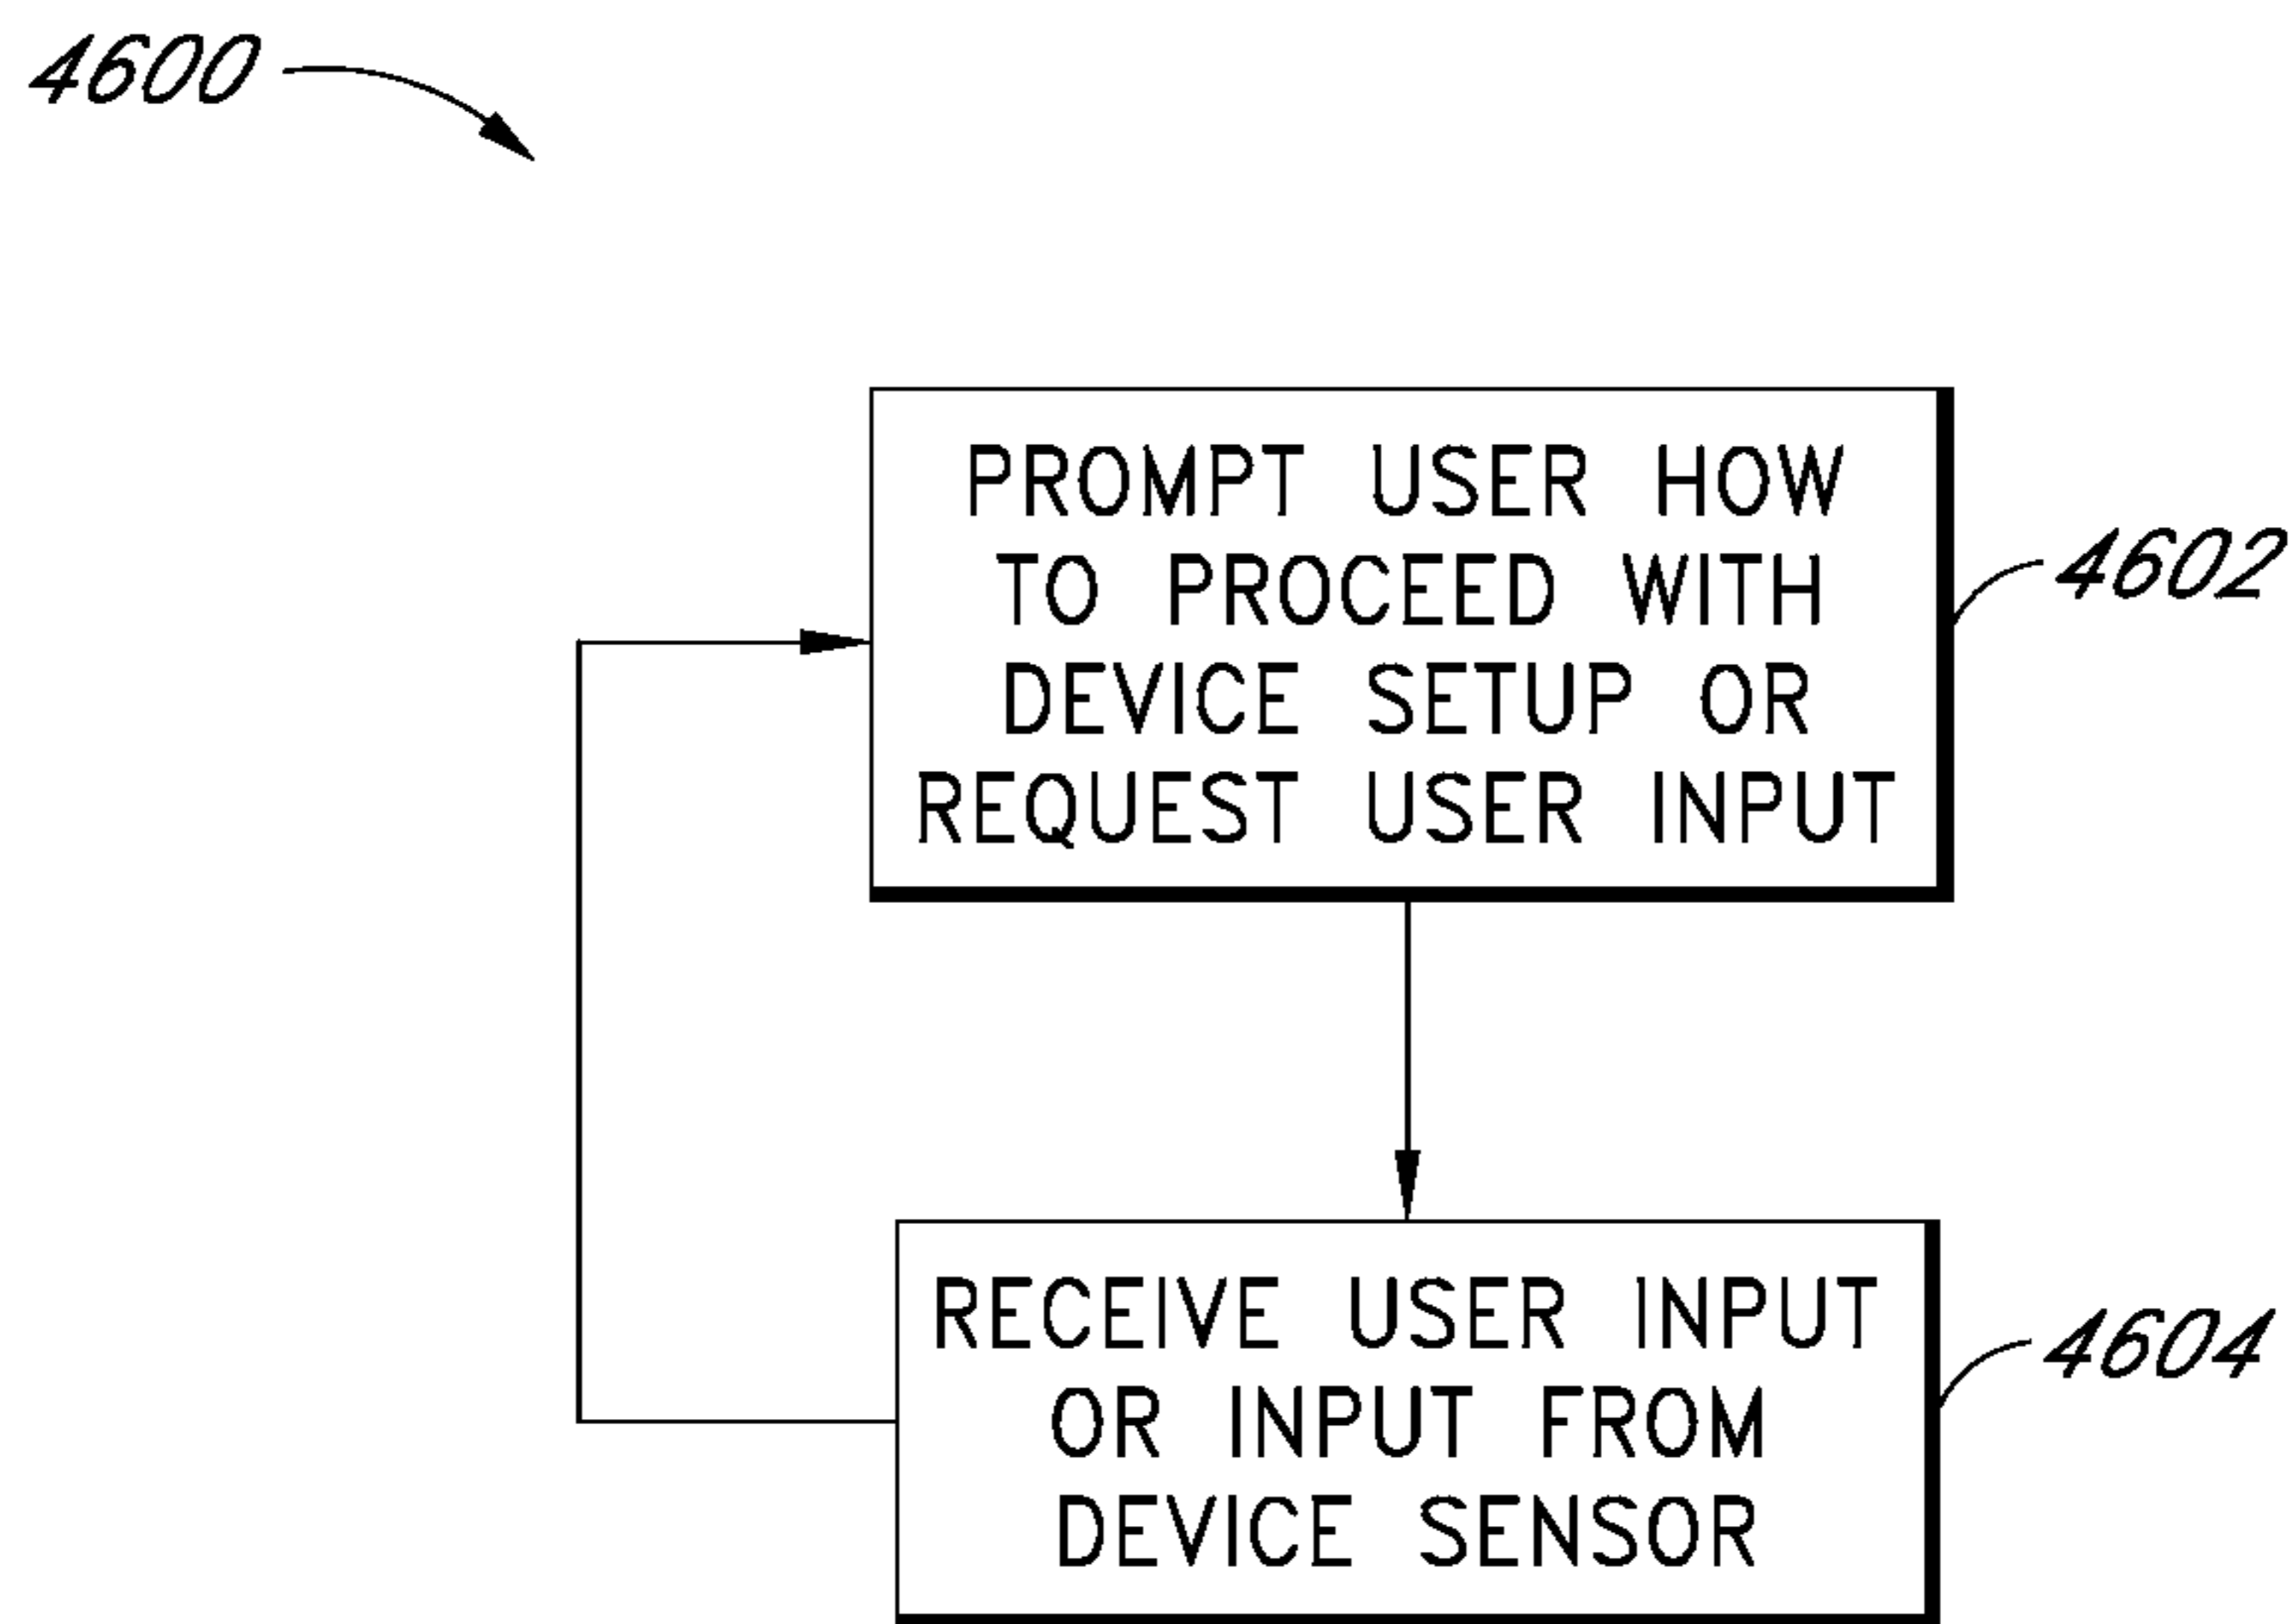 4600
PROMPT USER HOW
TO PROCEED WITH
DEVICE SETUP OR
REQUEST USER INPUT
4602
RECEIVE USER INPUT
OR INPUT FROM
DEVICE SENSOR
4604